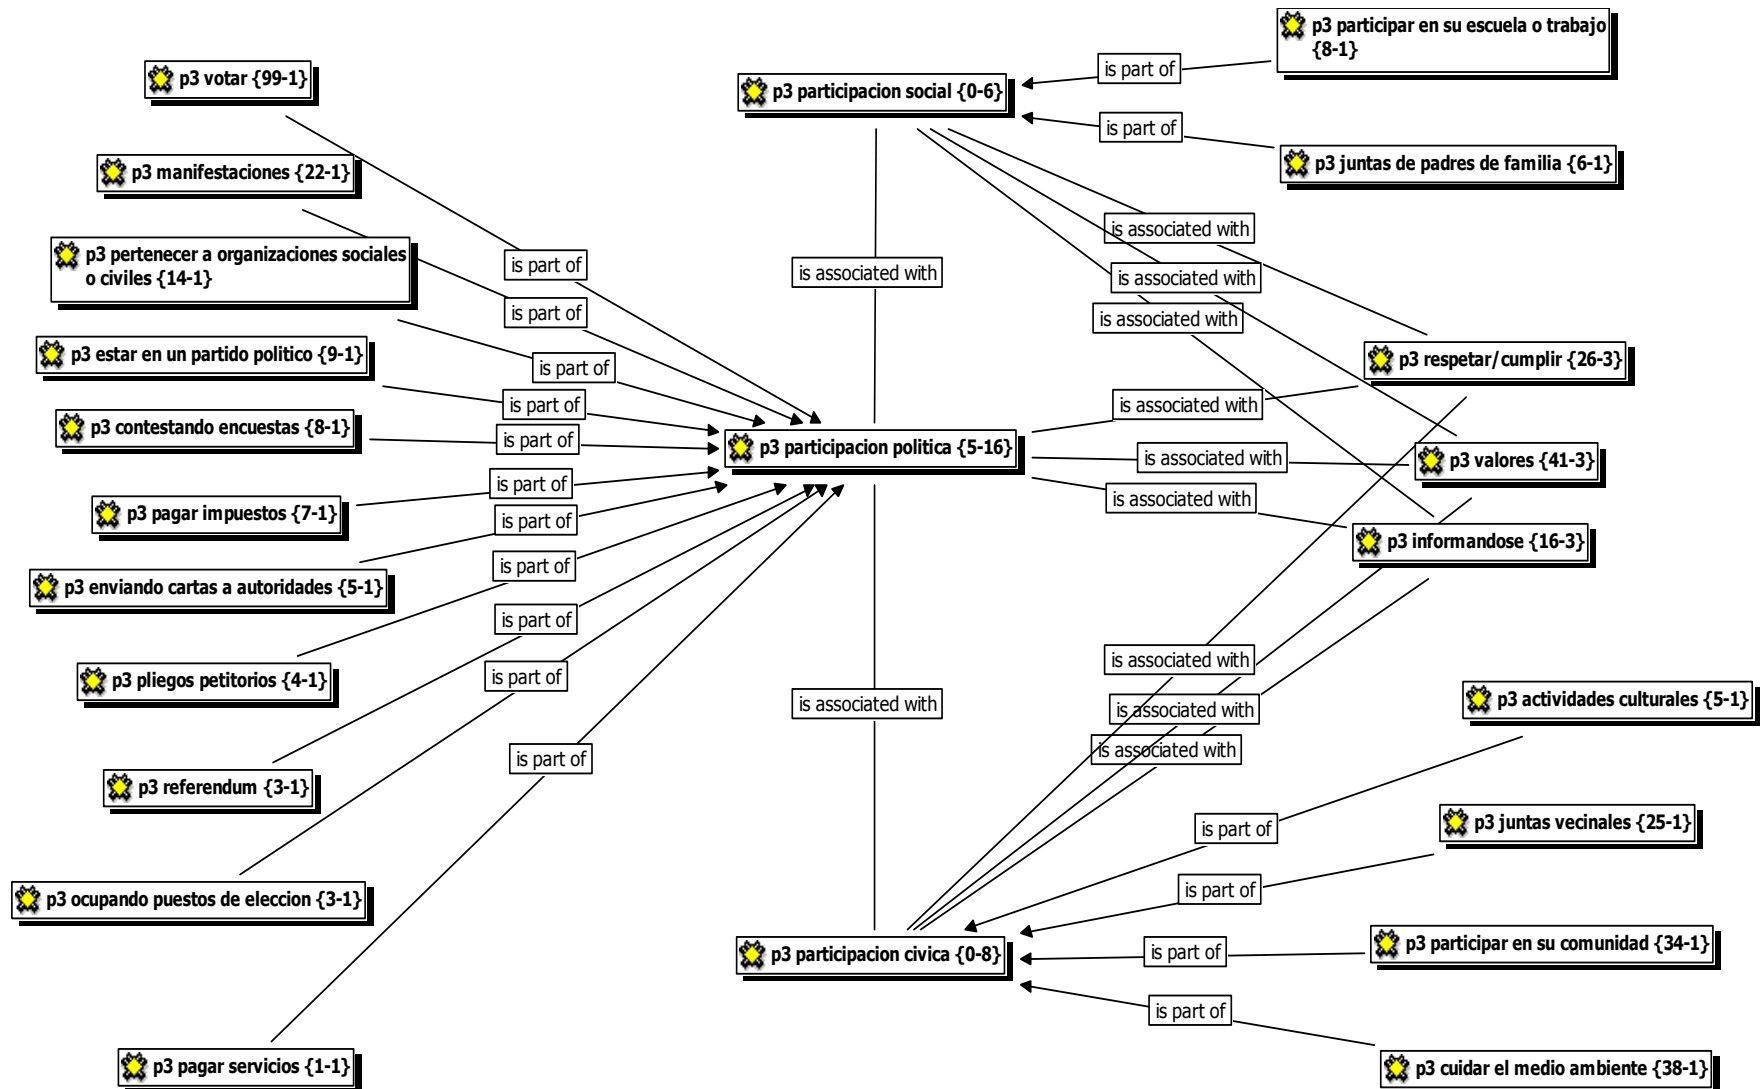 p3 participar en su escuela o trabajo
{8-1}
is part of
p3 votar {99-1}
p3 participacion social {0-6}
is part of
p3 juntas de padres de familia {6-1}
p3 manifestaciones {22-1}
is associated with
p3 pertenecer a organizaciones sociales
o civiles {14-1}
is part of
is associated with
is associated with
is part of
is associated with
p3 estar en un partido politico {9-1}
is part of
p3 respetar/cumplir {26-3}
is part of
is associated with
p3 contestando encuestas {8-1}
is part of
p3 participacion politica {5-16}
is associated with
p3 valores {41-3}
is part of
is associated with
p3 pagar impuestos {7-1}
is part of
p3 informandose {16-3}
is part of
p3 enviando cartas a autoridades {5-1}
is part of
is associated with
p3 pliegos petitorios {4-1}
is part of
is associated with
is associated with
p3 actividades culturales {5-1}
is associated with
is part of
p3 referendum {3-1}
is part of
p3 juntas vecinales {25-1}
p3 ocupando puestos de eleccion {3-1}
is part of
p3 participacion civica {0-8}
is part of
p3 participar en su comunidad {34-1}
is part of
p3 pagar servicios {1-1}
p3 cuidar el medio ambiente {38-1}